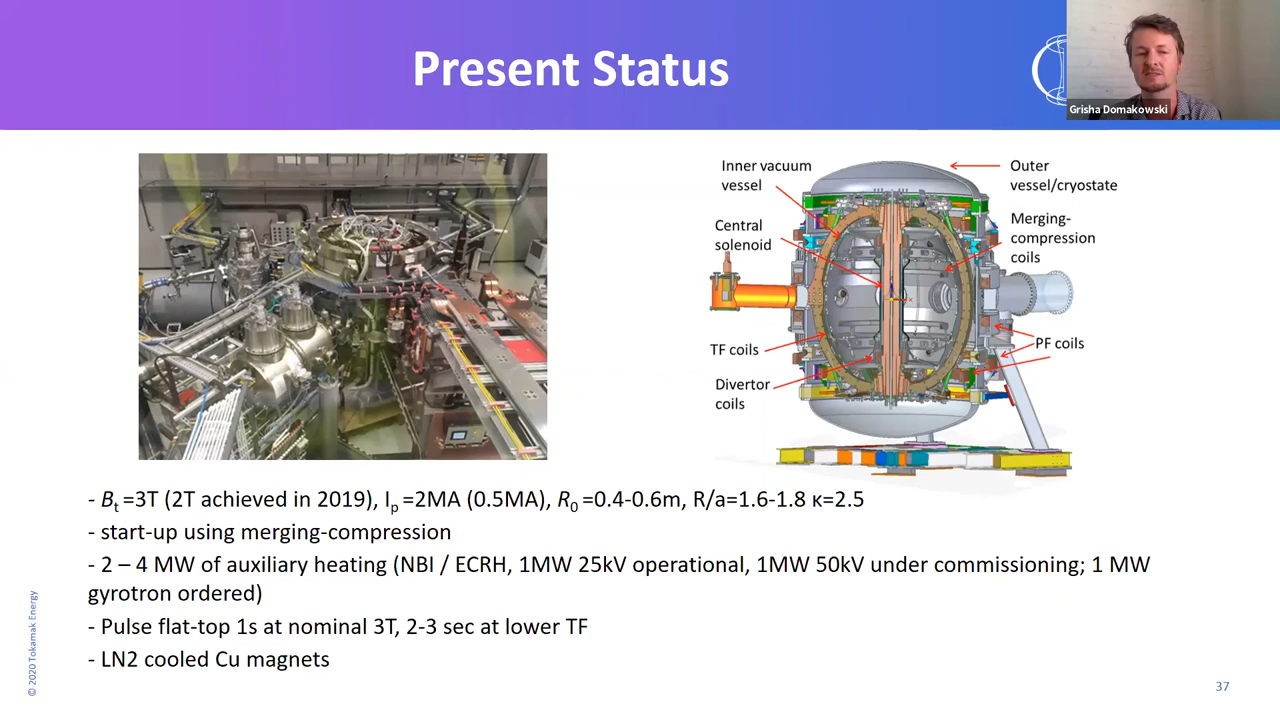 Present Status
Grisha Domakowski
Inner vacuum
vessel
Outer
vessel/cryostate
Central
solenoid
Merging-
compression
coils
TF coils
PF coils
Divertor
coils
- Bt =3T (2T achieved in 2019), Ip =2MA (0.5MA), R0 =0.4-0.6m, R/a=1.6-1.8 κ=2.5
- start-up using merging-compression
- 2 – 4 MW of auxiliary heating (NBI / ECRH, 1MW 25kV operational, 1MW 50kV under commissioning; 1 MW
gyrotron ordered)
- Pulse flat-top 1s at nominal 3T, 2-3 sec at lower TF
- LN2 cooled Cu magnets
© 2020 Tokamak Energy
37